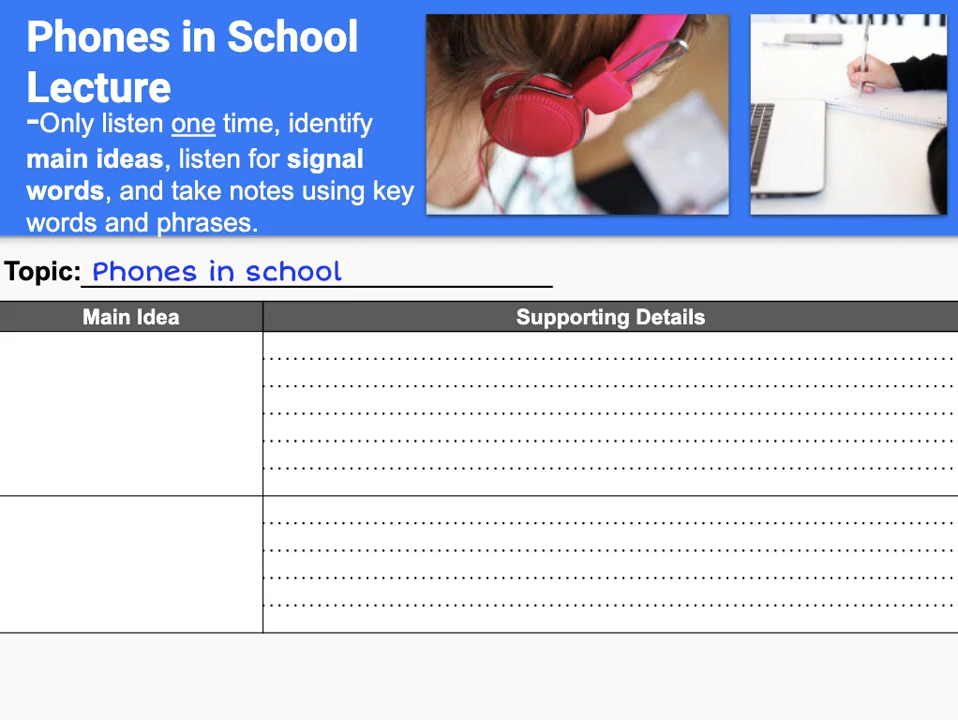 Phones in School
Lecture
-Only listen one time, identify
main ideas, listen for signal
words, and take notes using key
words and phrases.
Topic: Phones in school
Main Idea Supporting Details